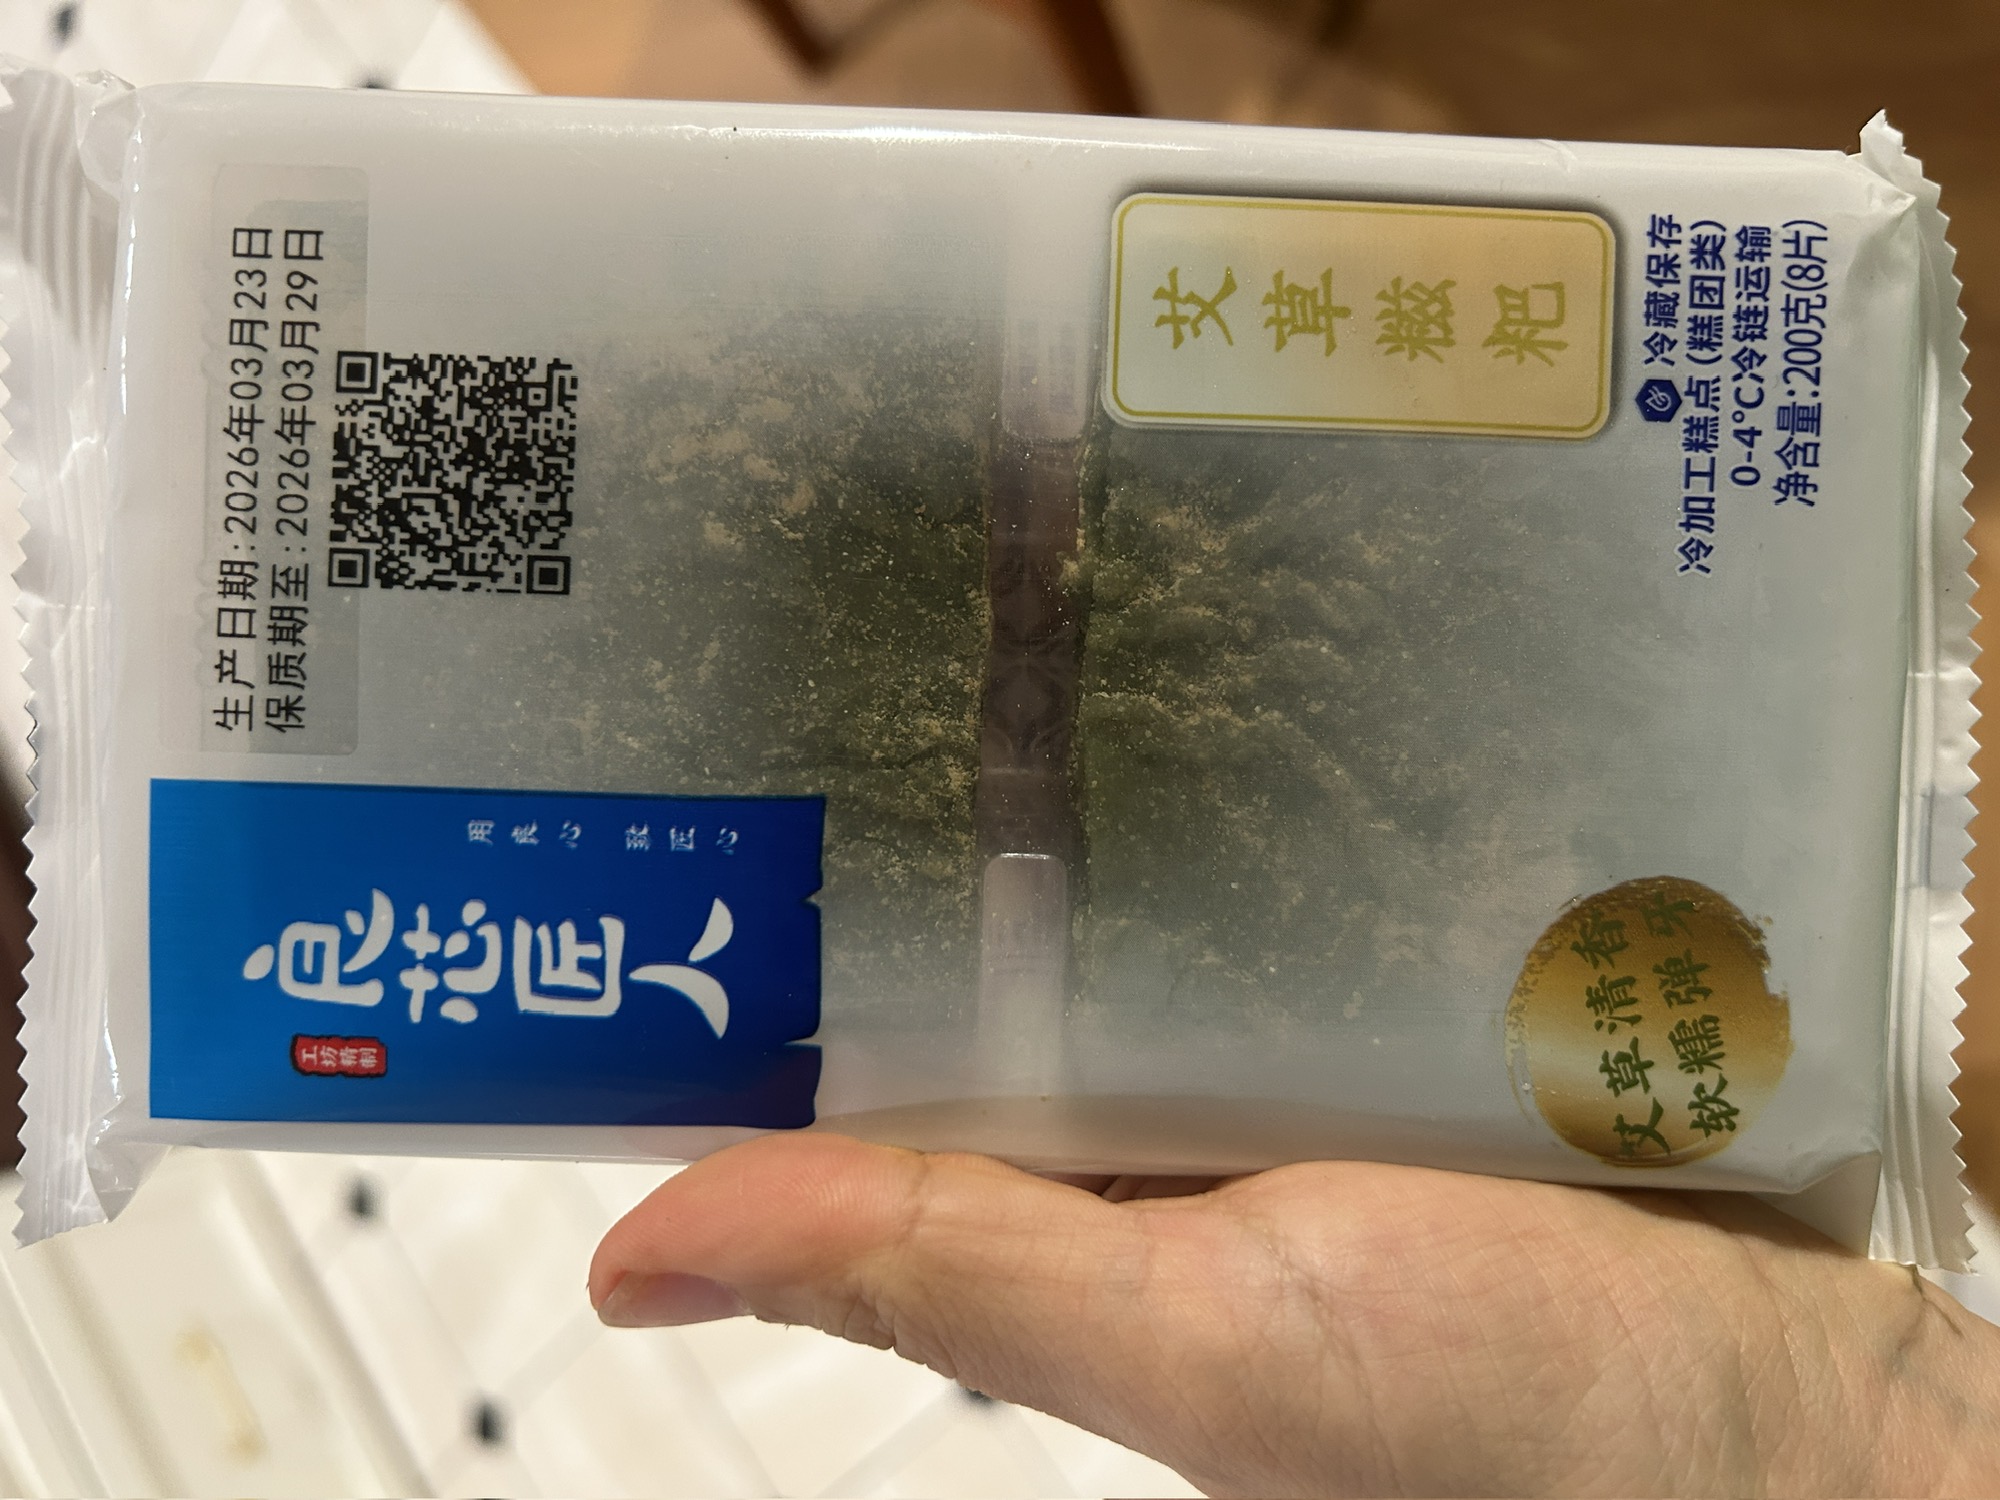 工坊精制
良芯匠人
用良心 致匠心
生产日期:2026年03月23日
保质期至:2026年03月29日
艾草糍粑
艾草清香
软糯弹牙
冷藏保存
冷加工糕点(糕团类)
0-4°C冷链运输
净含量:200克(8片)